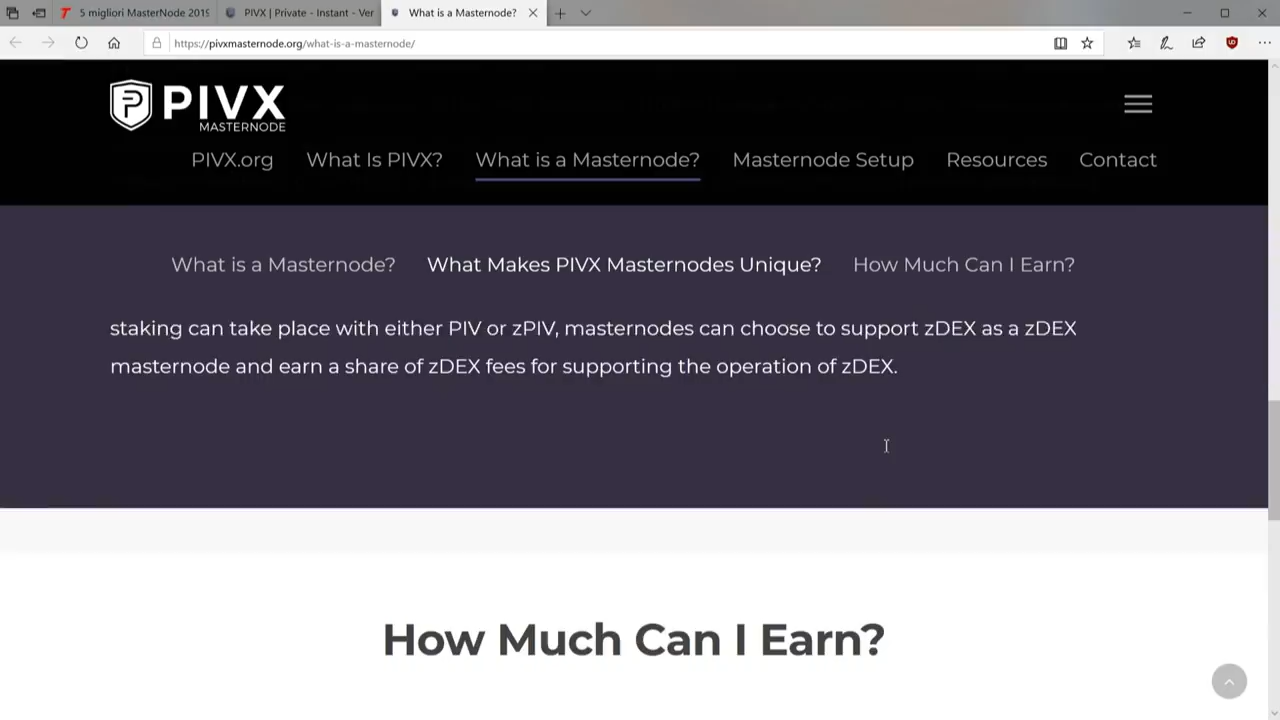 5 migliori MasterNode 2019
PIVX | Private - Instant - Ver
What is a Masternode?
https://pivxmasternode.org/what-is-a-masternode/
PIVX
MASTERNODE
PIVX.org What Is PIVX? What is a Masternode? Masternode Setup Resources Contact
What is a Masternode? What Makes PIVX Masternodes Unique? How Much Can I Earn?
staking can take place with either PIV or zPIV, masternodes can choose to support zDEX as a zDEX
masternode and earn a share of zDEX fees for supporting the operation of zDEX.
How Much Can I Earn?